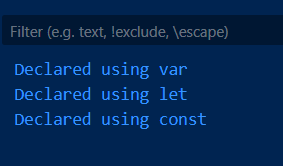 Filter (e.g. text, !exclude, \escape)
Declared using var
Declared using let
Declared using const